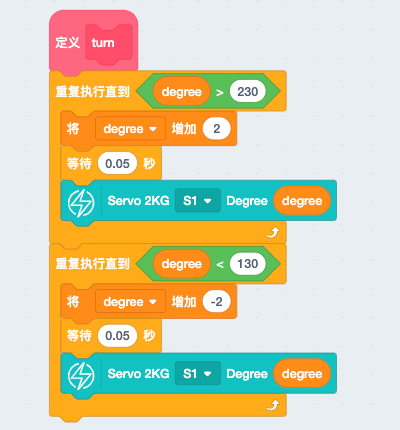 定义 turn
重复执行直到 degree > 230
将 degree 增加 2
等待 0.05 秒
Servo 2KG S1 Degree degree
重复执行直到 degree < 130
将 degree 增加 -2
等待 0.05 秒
Servo 2KG S1 Degree degree